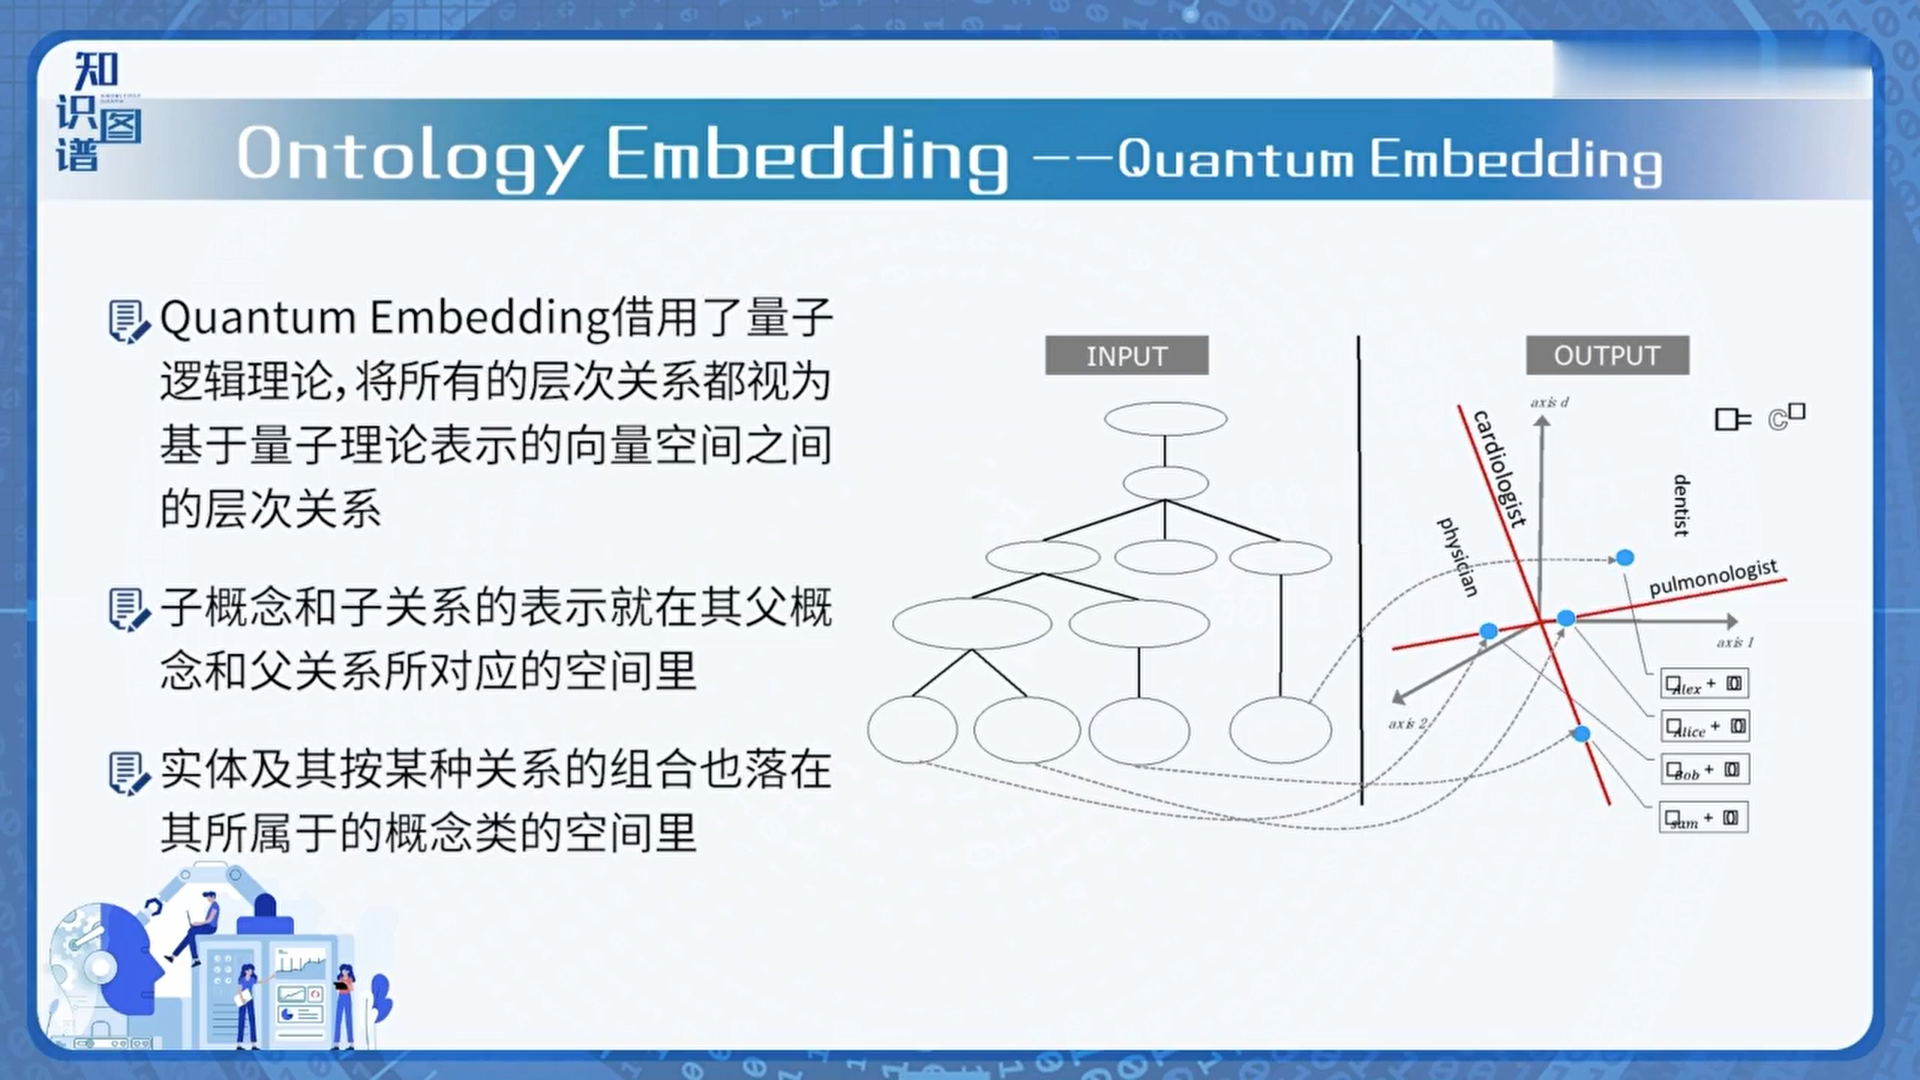 知
识图
谱
Ontology Embedding ——Quantum Embedding
Quantum Embedding借用了量子
逻辑理论，将所有的层次关系都视为
基于量子理论表示的向量空间之间
的层次关系
子概念和子关系的表示就在其父概
念和父关系所对应的空间里
实体及其按某种关系的组合也落在
其所属于的概念类的空间里
INPUT
OUTPUT
axis d
cardiologist
physician
dentist
pulmonologist
axis 1
axis 2
Alex +
Alice +
Bob +
sam +